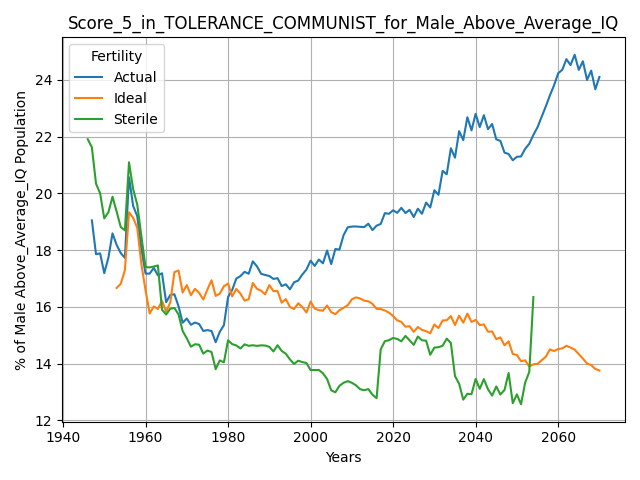 Score_5_in_TOLERANCE_COMMUNIST_for_Male_Above_Average_IQ
Fertility
Actual
Ideal
Sterile
% of Male Above_Average_IQ Population
24
22
20
18
16
14
12
1940 1960 1980 2000 2020 2040 2060
Years